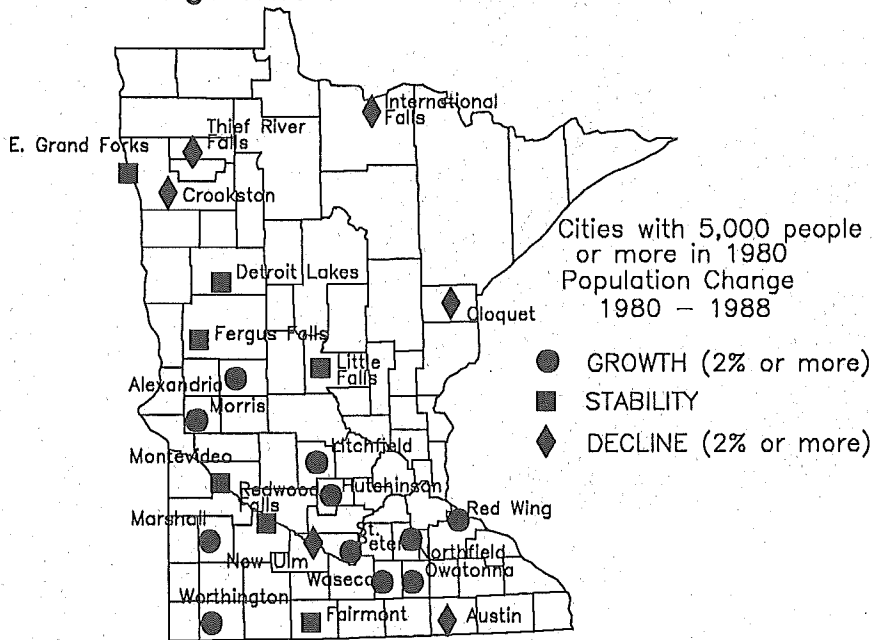 International
Falls
Thief River
Falls
E. Grand Forks
Crookston
Cities with 5,000 people
or more in 1980
Population Change
1980 – 1988
Detroit Lakes
Cloquet
Fergus Falls
Little
Falls
GROWTH (2% or more)
Alexandria
STABILITY
Morris
DECLINE (2% or more)
Litchfield
Montevideo
Redwood
Falls
Hutchinson
Red Wing
Marshall
St.
Peter
Northfield
New Ulm
Owatonna
Waseca
Worthington
Fairmont
Austin